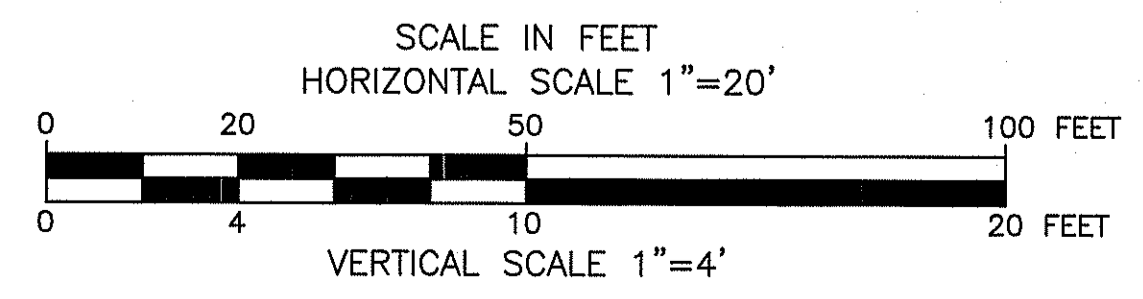 SCALE IN FEET
HORIZONTAL SCALE 1"=20'
0 20 50 100 FEET
0 4 10 20 FEET
VERTICAL SCALE 1"=4'